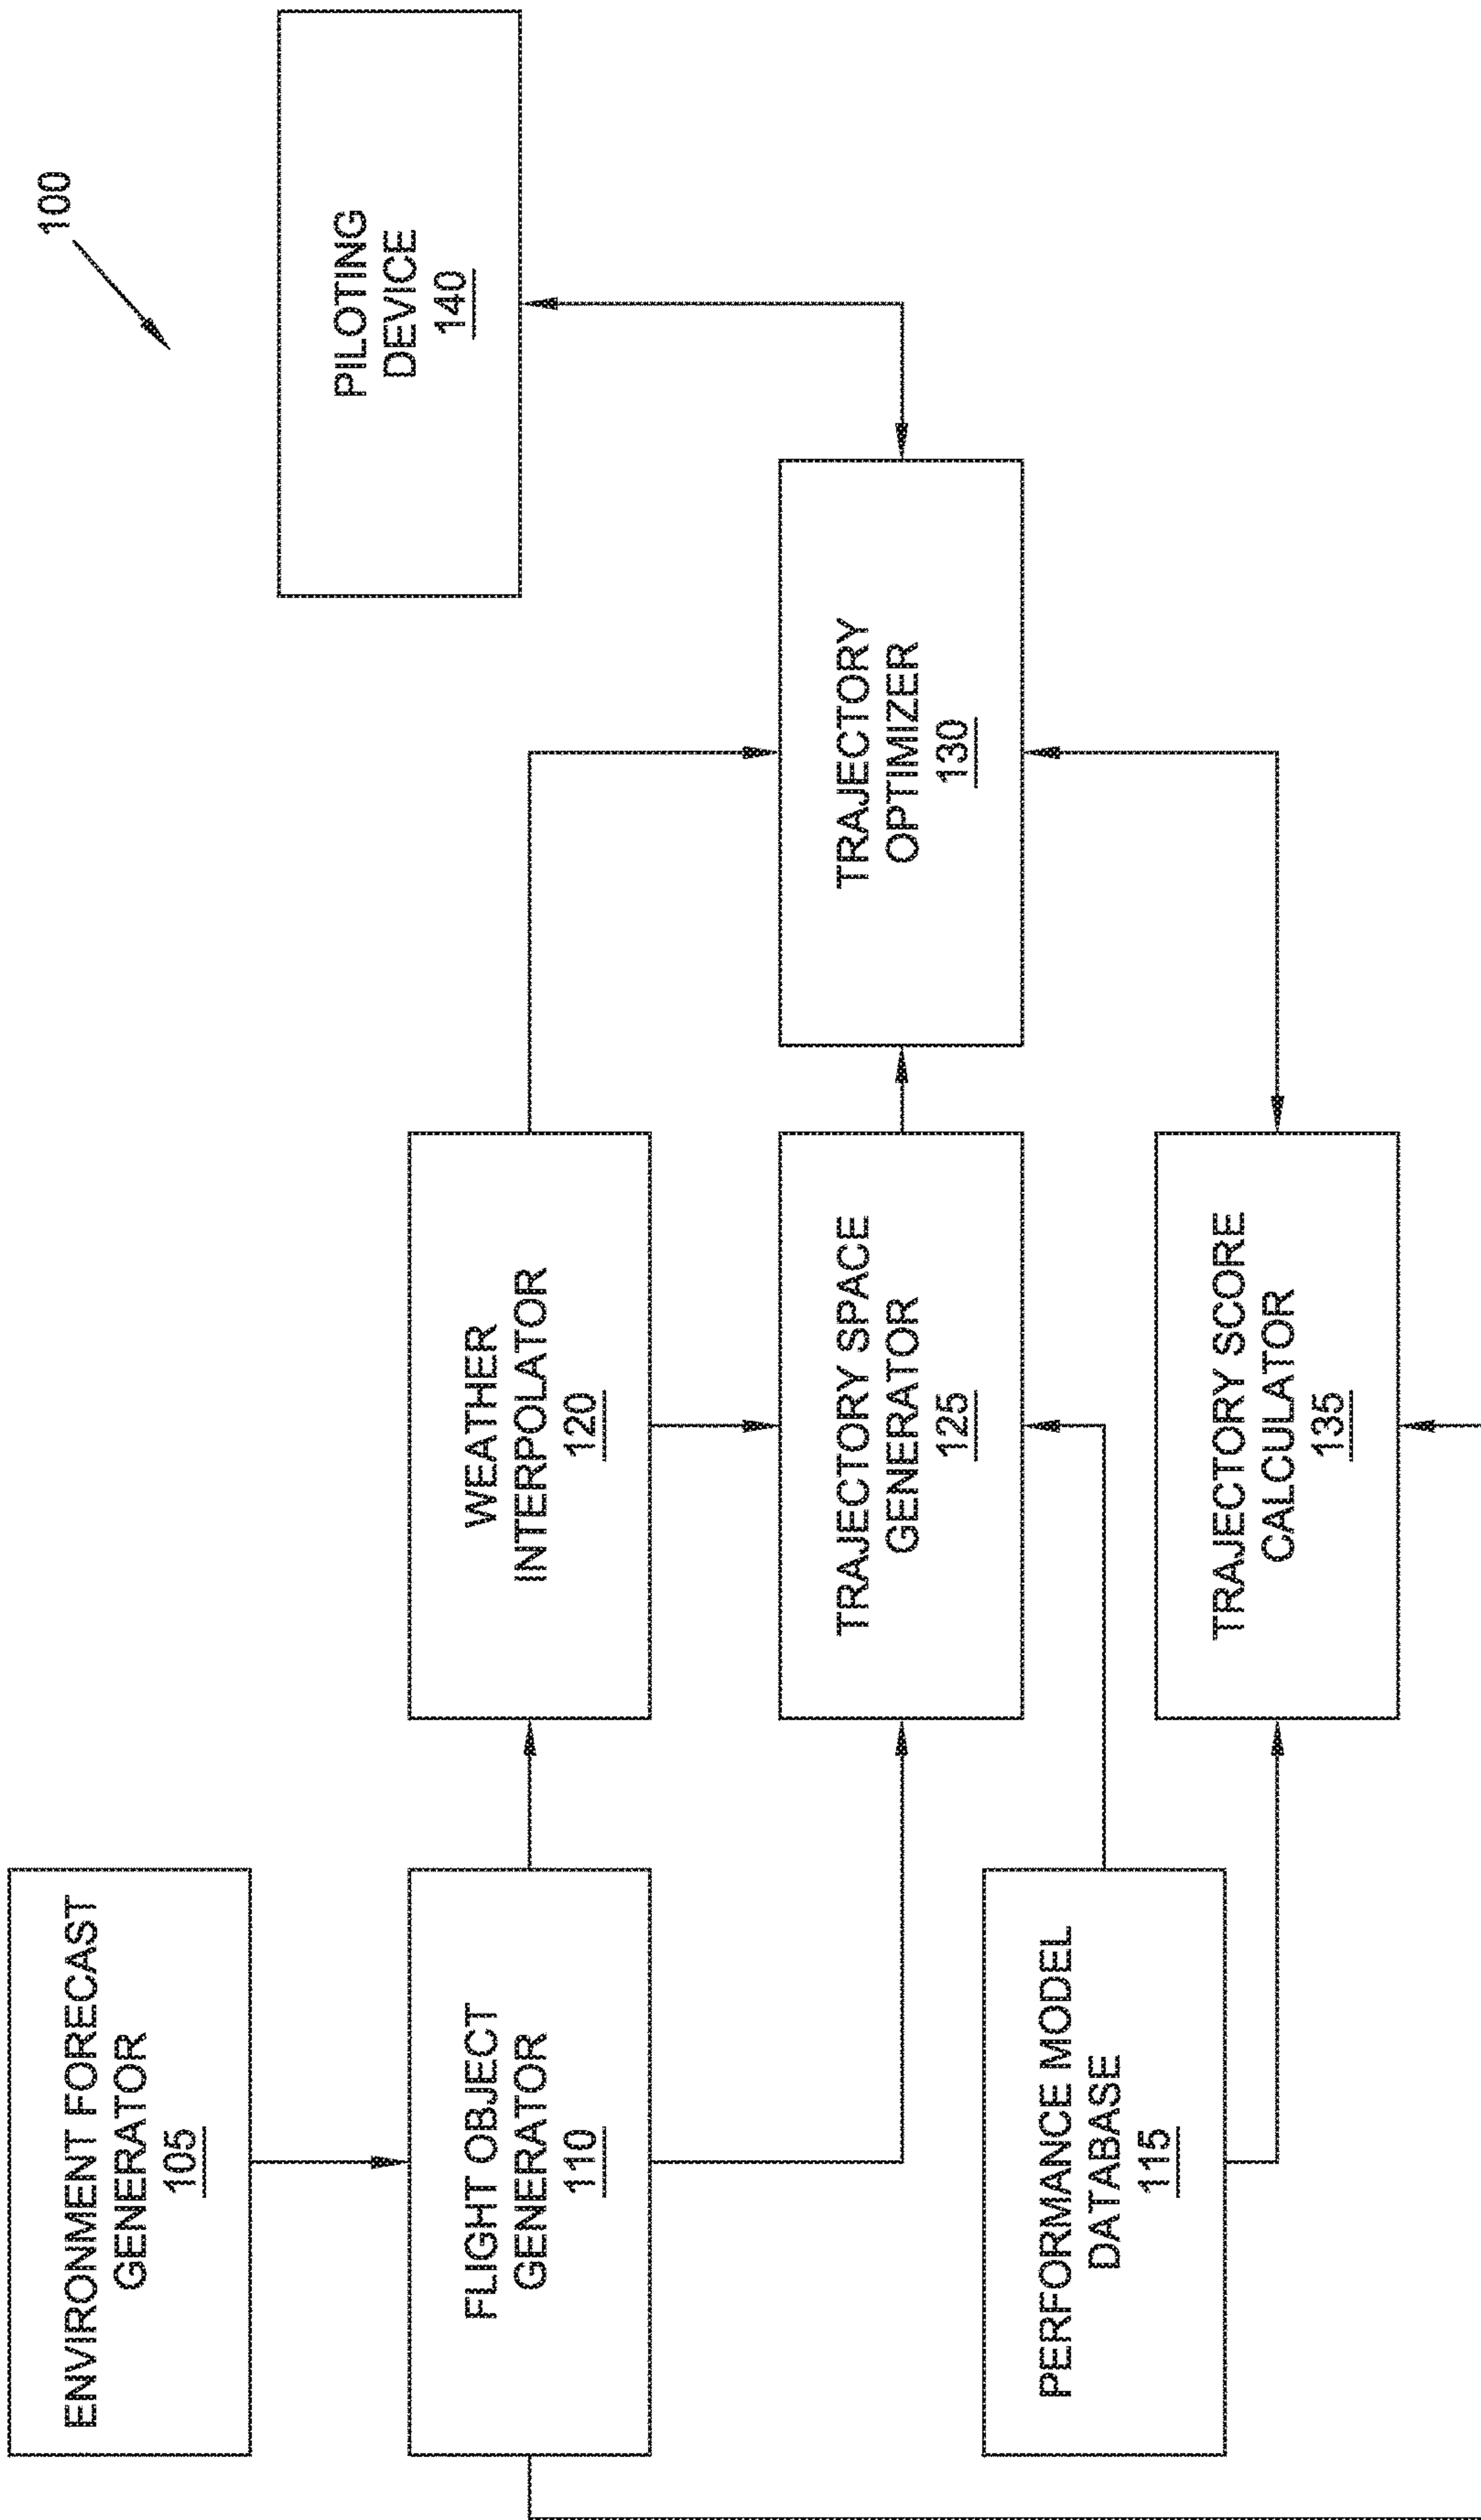 100
ENVIRONMENT FORECAST
GENERATOR
105
FLIGHT OBJECT
GENERATOR
110
WEATHER
INTERPOLATOR
120
PILOTING
DEVICE
140
TRAJECTORY SPACE
GENERATOR
125
TRAJECTORY
OPTIMIZER
130
PERFORMANCE MODEL
DATABASE
115
TRAJECTORY SCORE
CALCULATOR
135